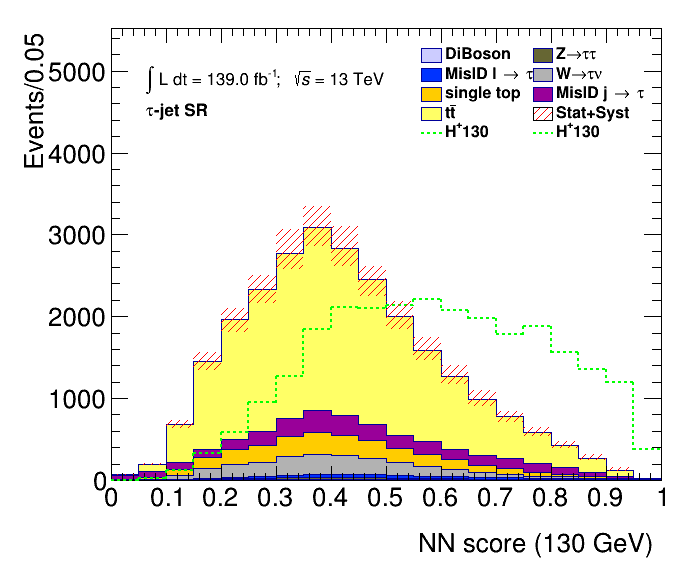 Events/0.05
5000
4000
3000
2000
1000
0
∫ L dt = 139.0 fb⁻¹; √s = 13 TeV
τ-jet SR
DiBoson
Z→ττ
MisID l → τ
W→τν
single top
MisID j → τ
tt̄
Stat+Syst
H⁺130
H⁺130
0 0.1 0.2 0.3 0.4 0.5 0.6 0.7 0.8 0.9 1
NN score (130 GeV)